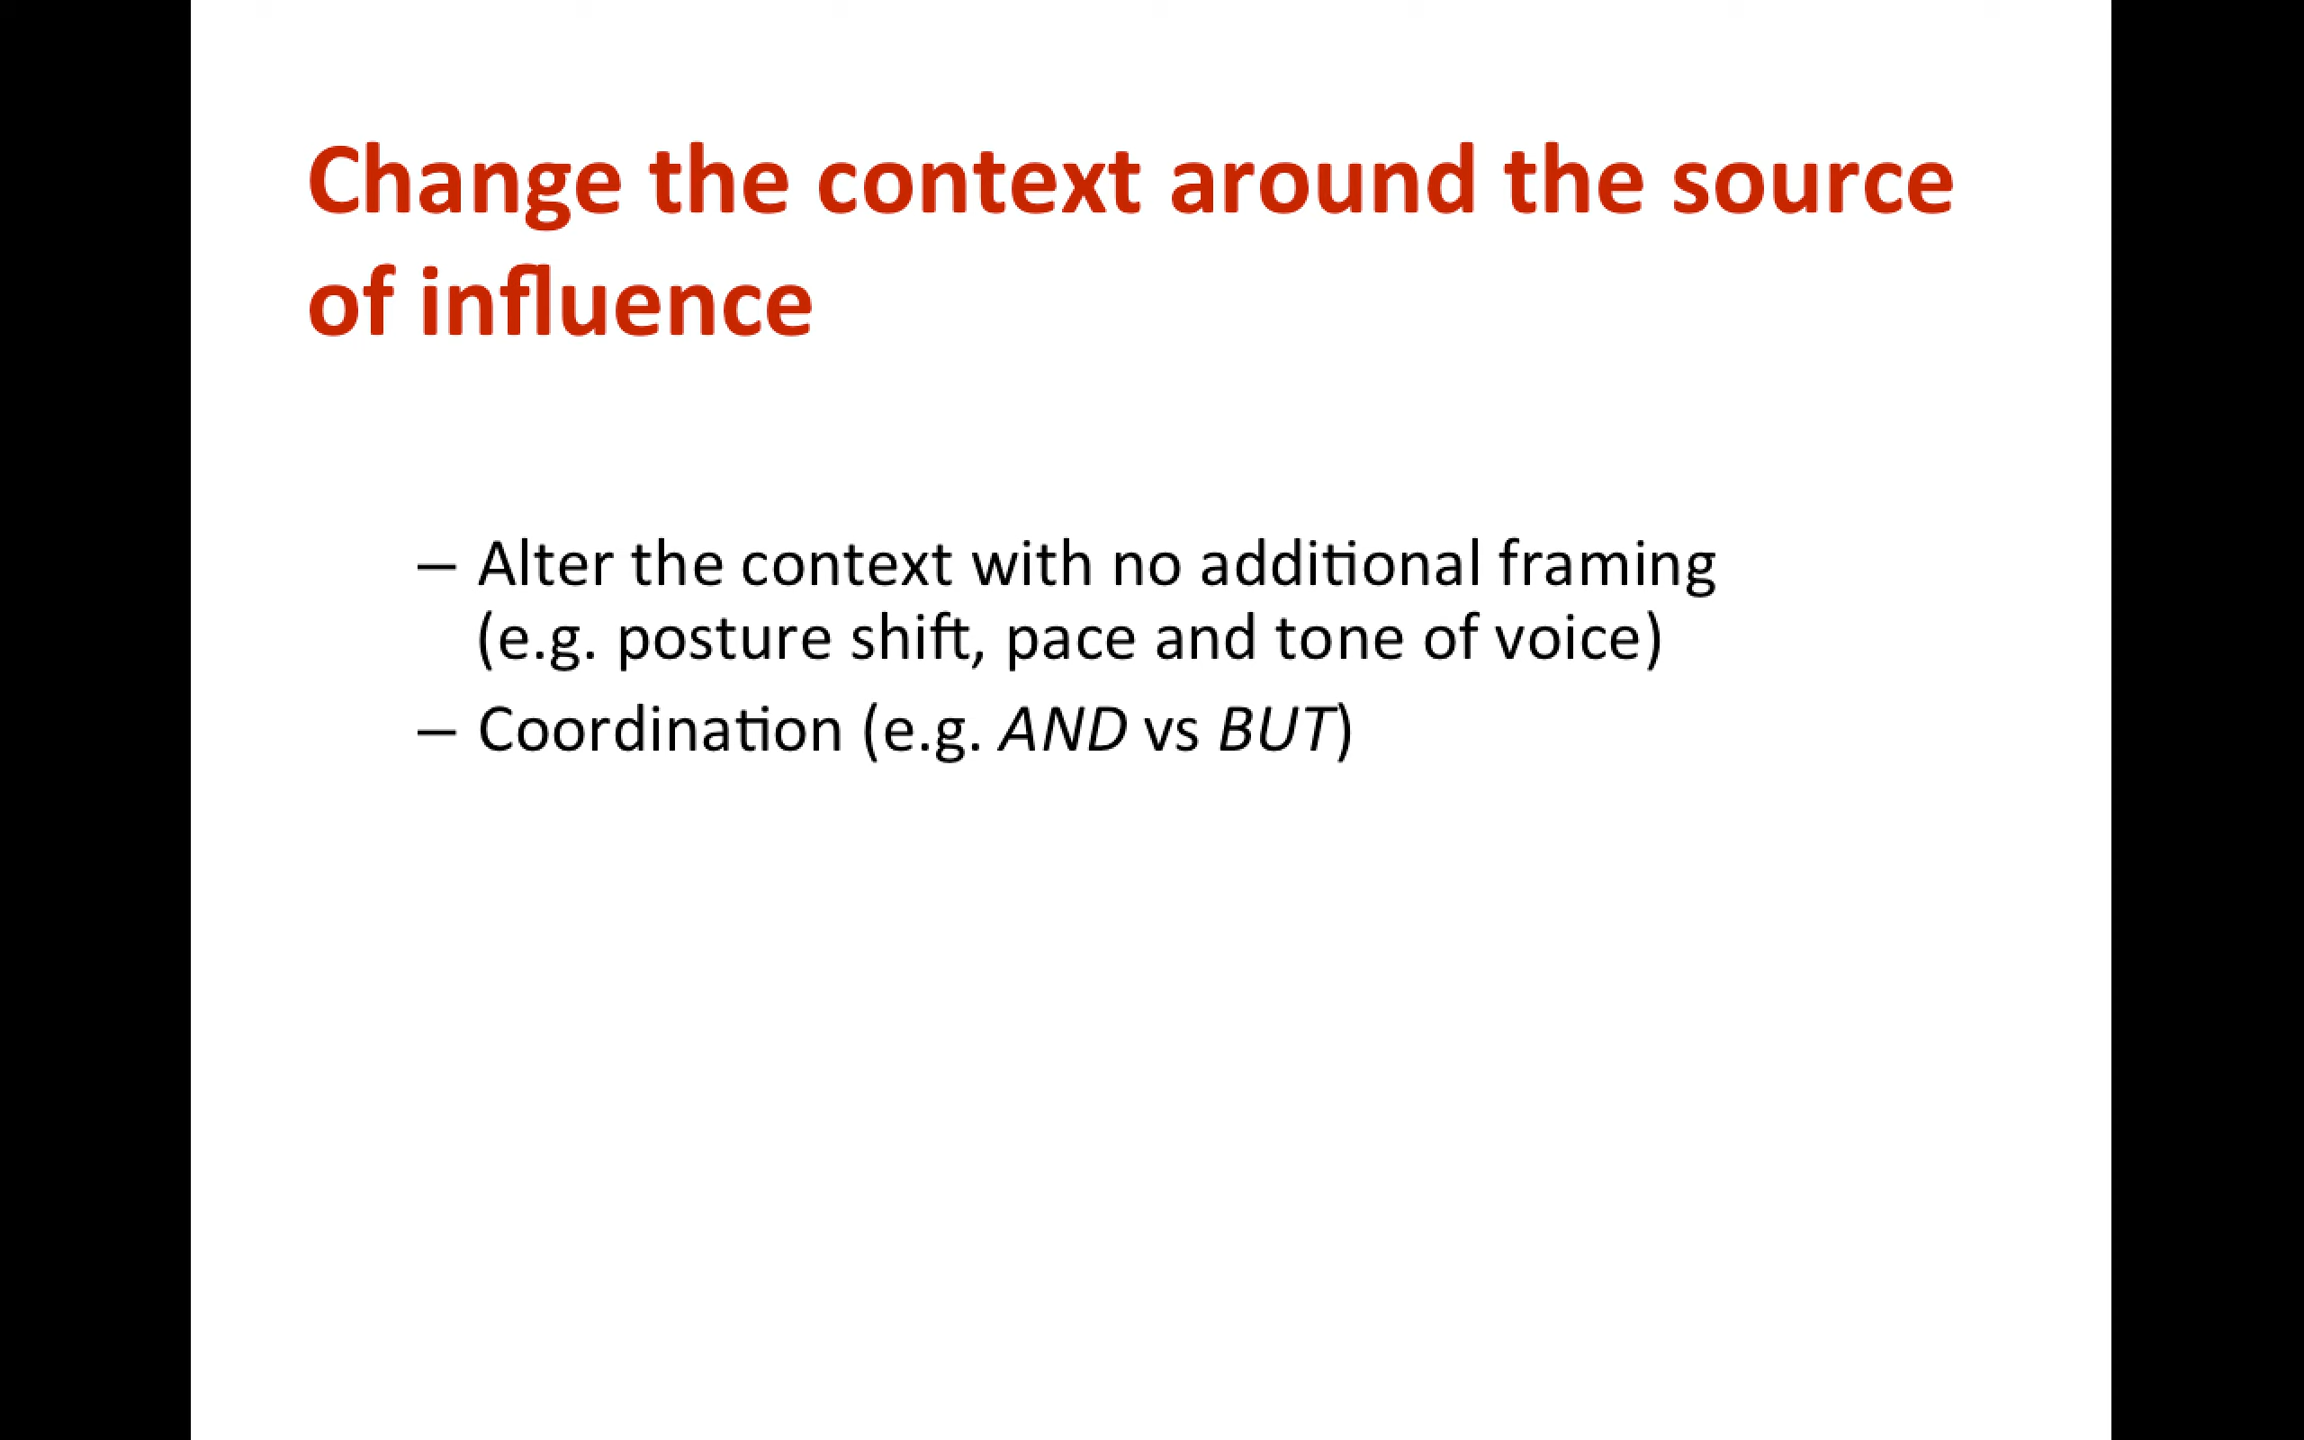 Change the context around the source
of influence
– Alter the context with no additional framing
(e.g. posture shift, pace and tone of voice)
– Coordination (e.g. AND vs BUT)